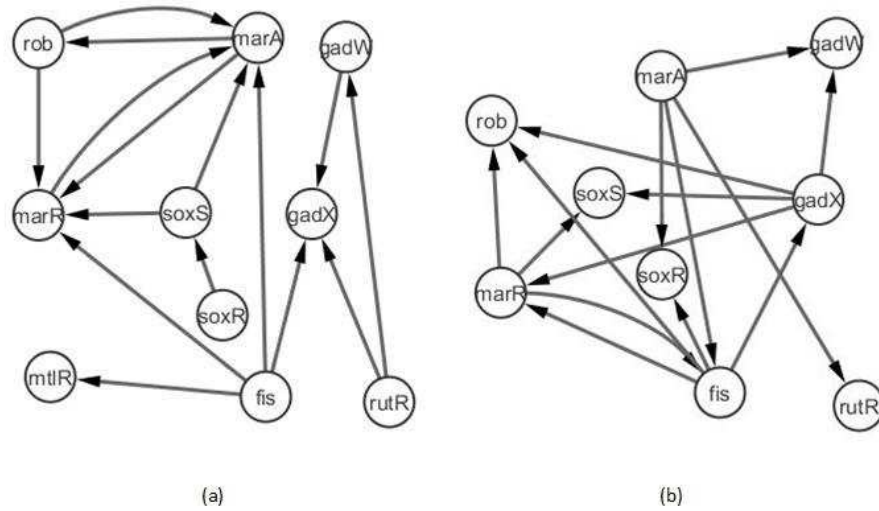 rob
marA
gadW
marR
soxS
gadX
soxR
mtlR
fis
rutR
(a)
gadW
marA
rob
soxS
gadX
soxR
marR
fis
rutR
(b)